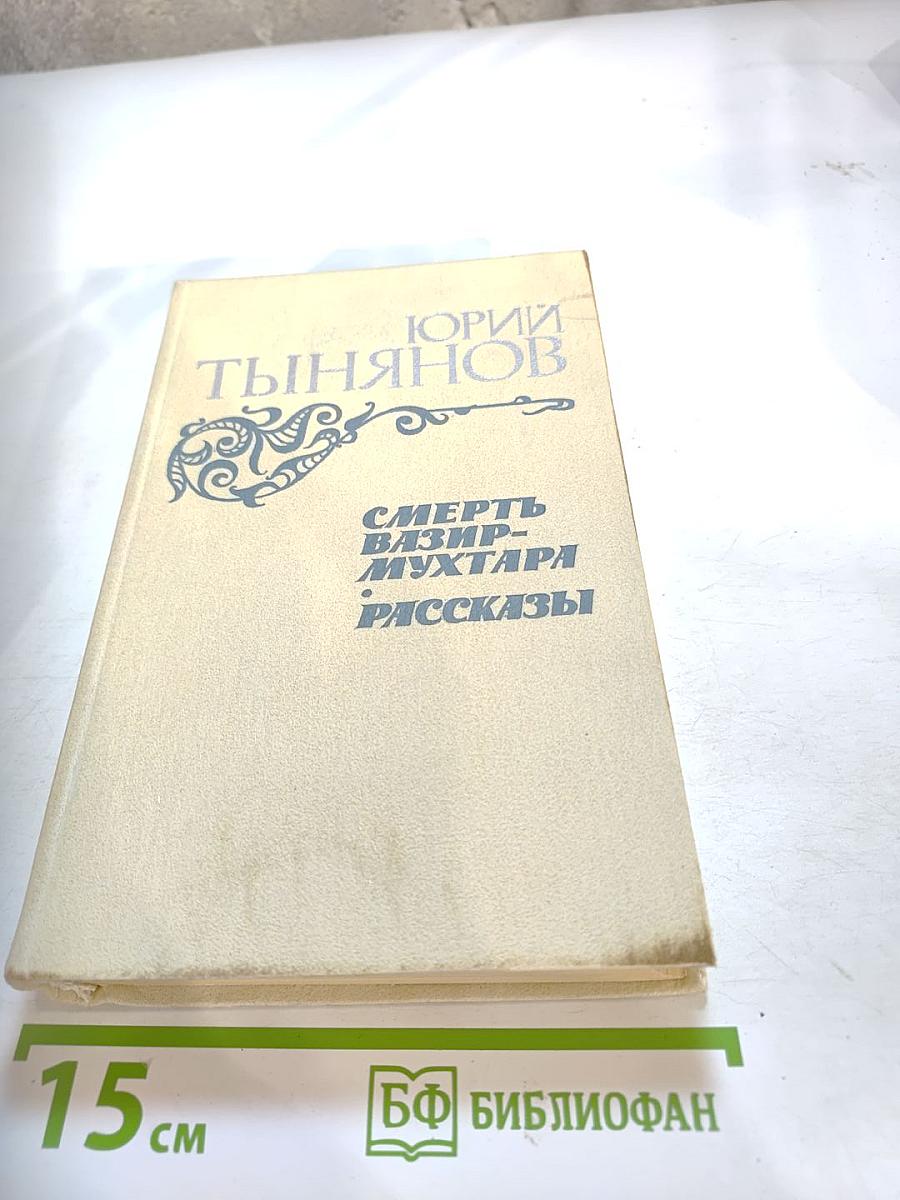 ЮРИЙ
ТЫНЯНОВ
СМЕРТЬ
ВАЗИР-
МУХТАРА
•
РАССКАЗЫ
15 см
БФ БИБЛИОФАН